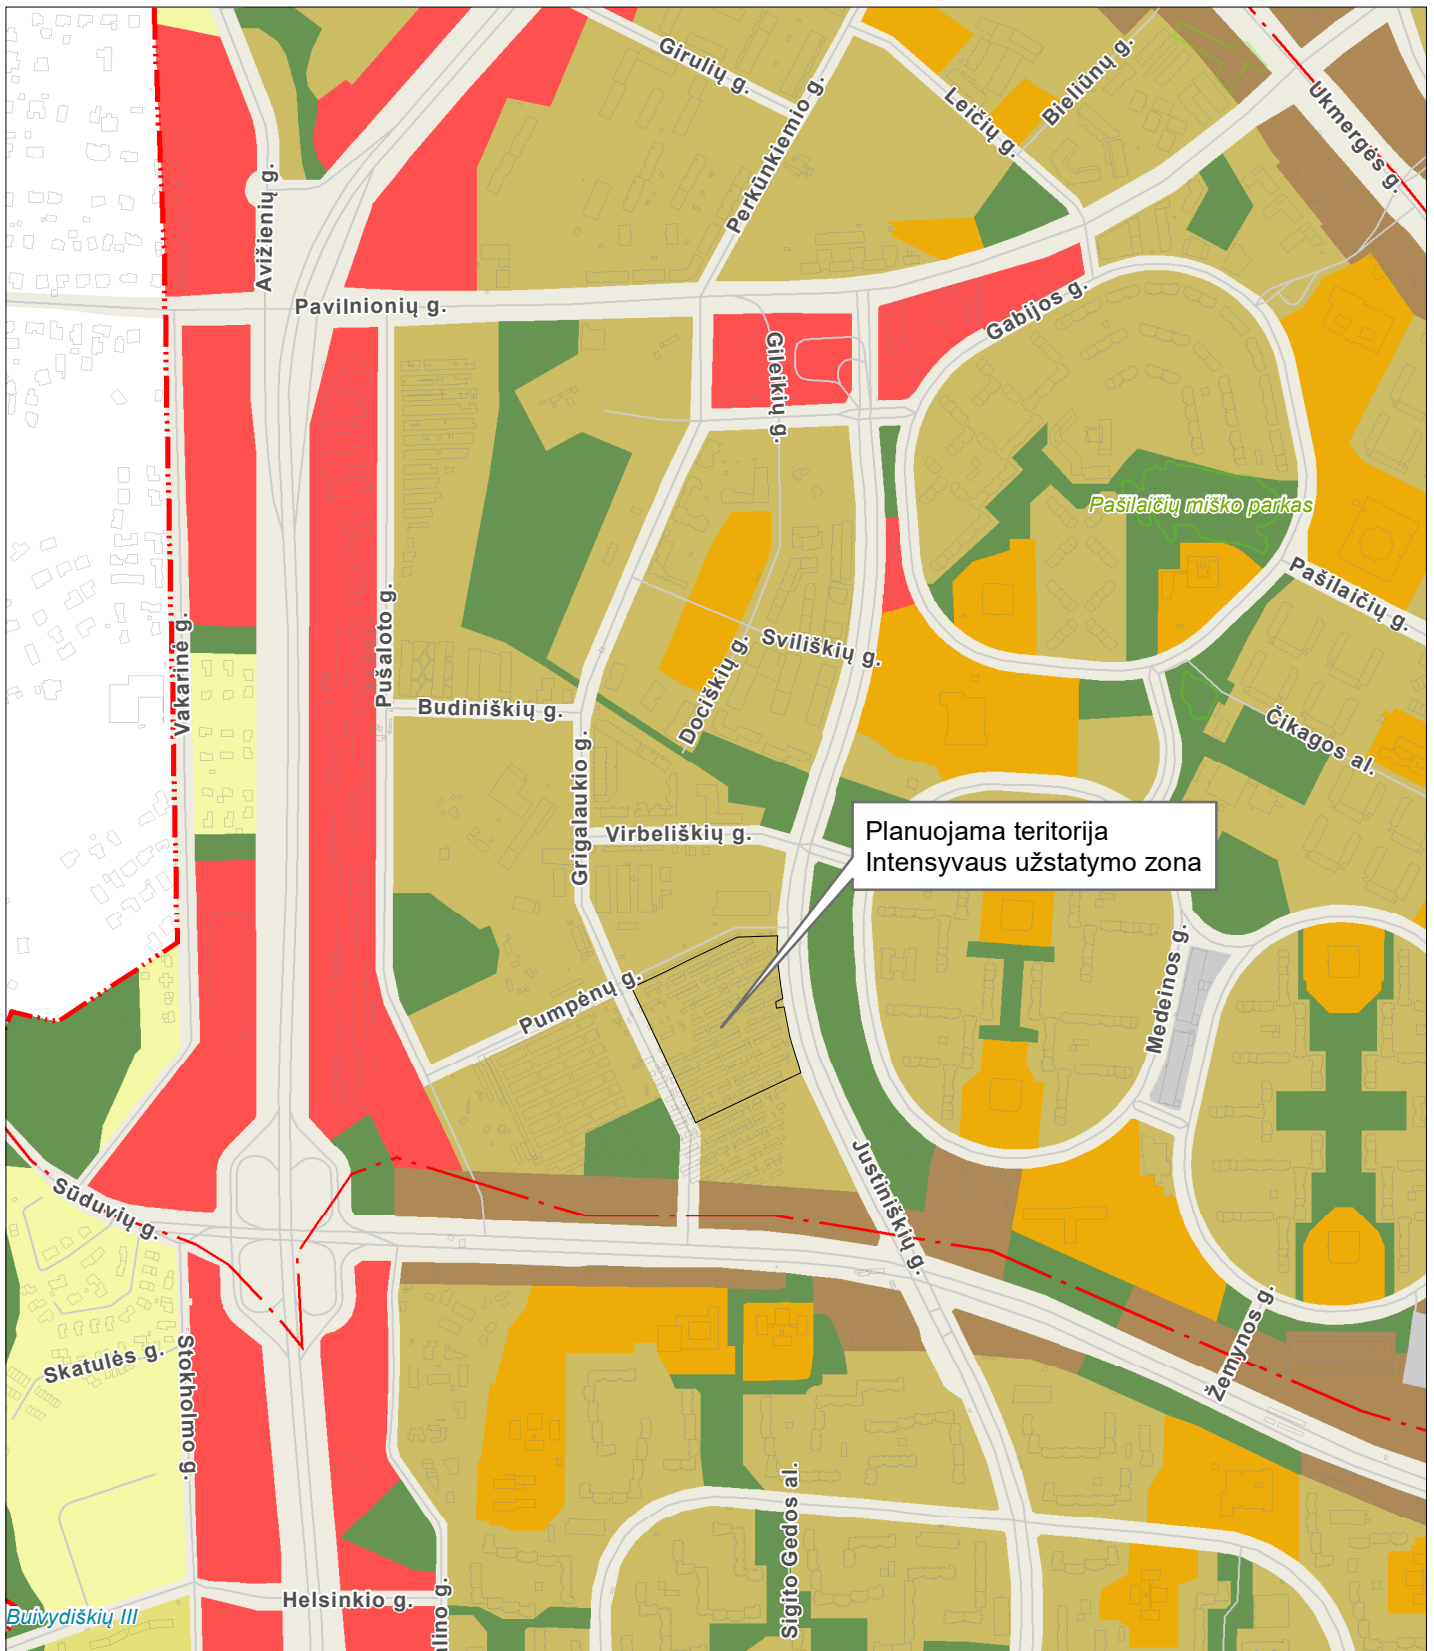 Girulių g.
Perkūnkiemio g.
Leičių g.
Bieliūnų g.
Ukmergės g.
Avižienių g.
Pavilnionių g.
Gabijos g.
Gileikių g.
Pašilaičių miško parkas
Pašilaičių g.
Vakarinė g.
Pušaloto g.
Sviliškių g.
Dociškių g.
Budiniškių g.
Čikagos al.
Grigalaukio g.
Virbeliškių g.
Planuojama teritorija
Intensyvaus užstatymo zona
Pumpėnų g.
Medeinos g.
Justiniškių g.
Sūduvių g.
Žemynos g.
Skatulės g.
Stokholmo g.
Sigito Gedos al.
Helsinkio g.
alino g.
Buivydiškių III